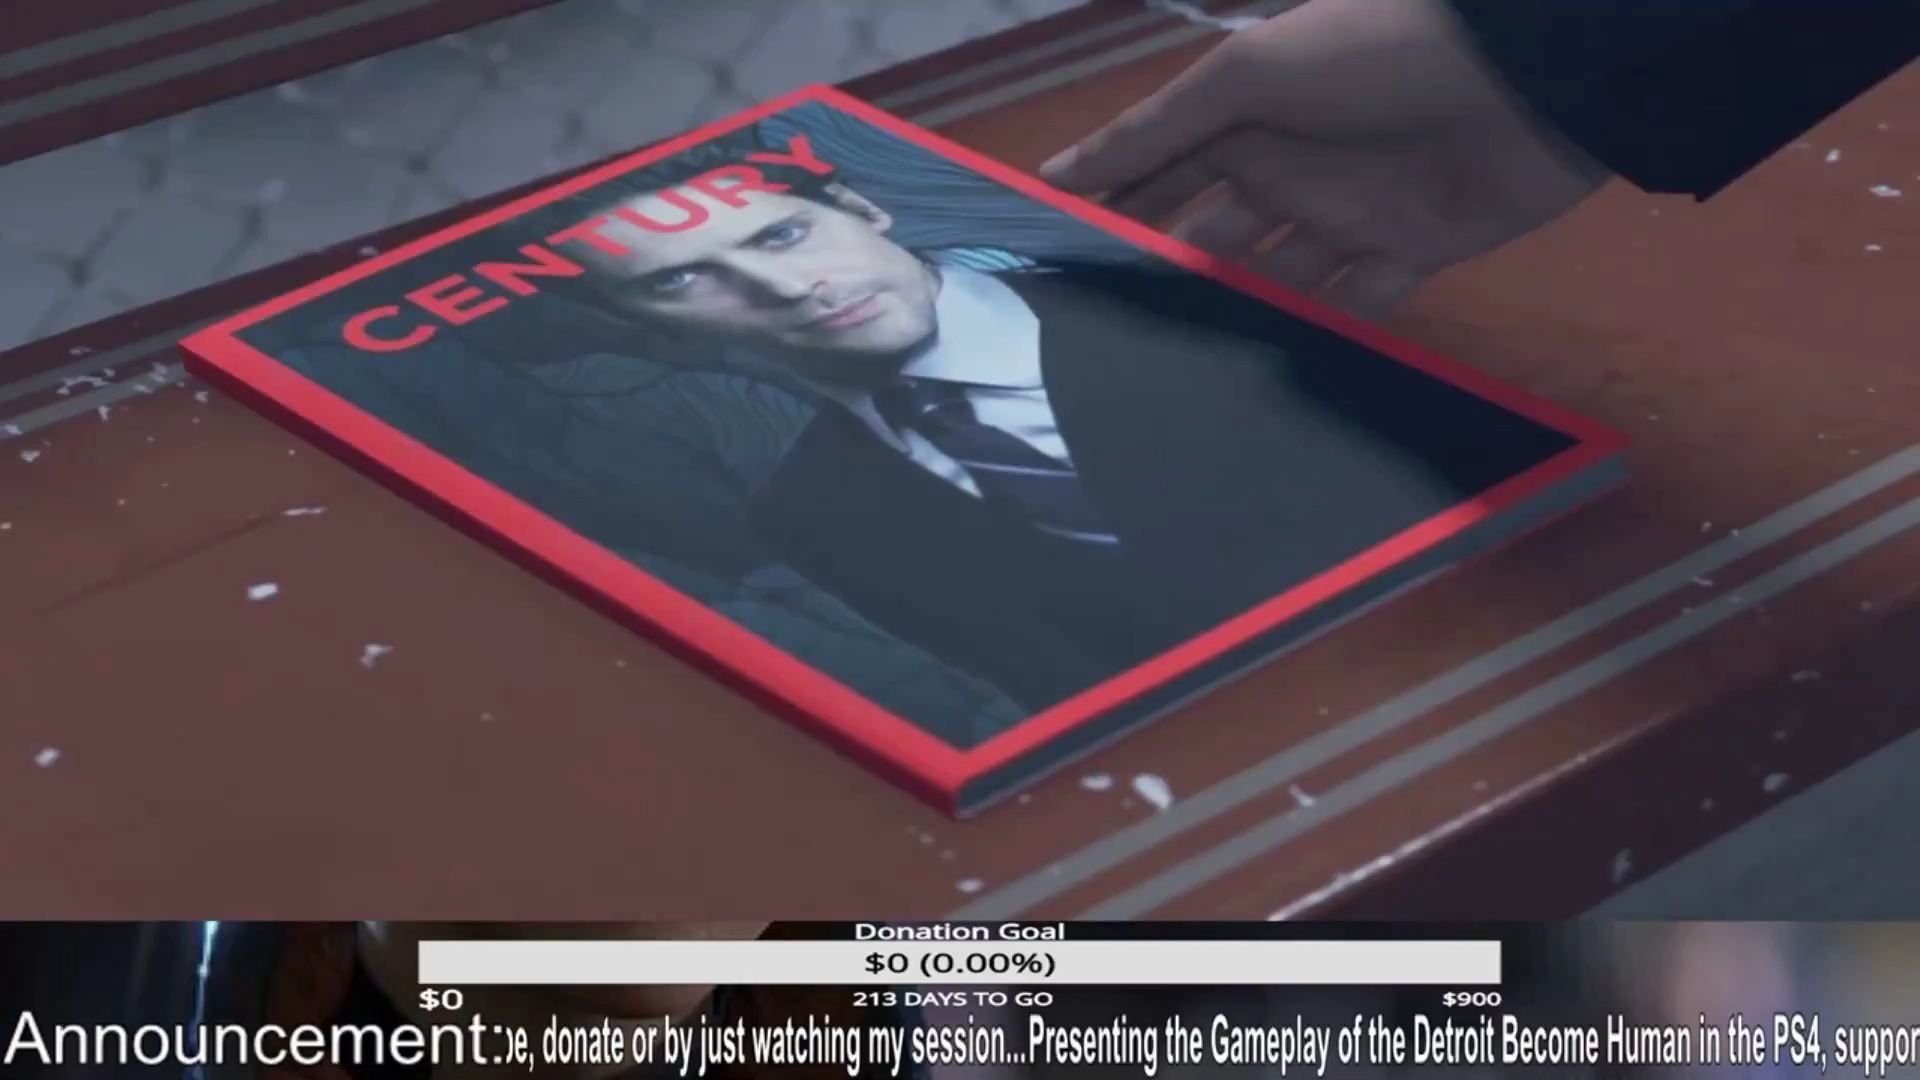 CENTURY
Donation Goal
$0 (0.00%)
$0
213 DAYS TO GO
$900
Announcement:
donate or by just watching my session...Presenting the Gameplay of the Detroit Become Human in the PS4,